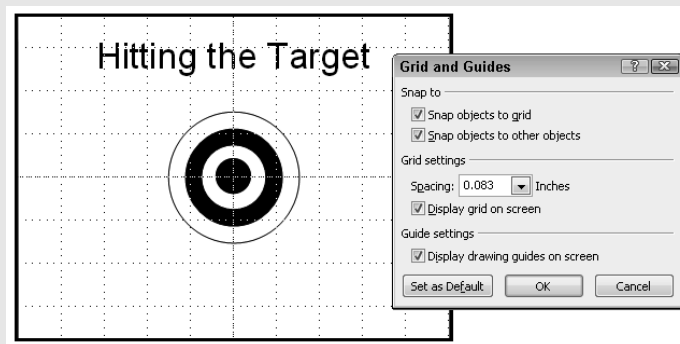 Hitting the Target
Grid and Guides
Snap to
Snap objects to grid
Snap objects to other objects
Grid settings
Spacing: 0.083 Inches
Display grid on screen
Guide settings
Display drawing guides on screen
Set as Default OK Cancel